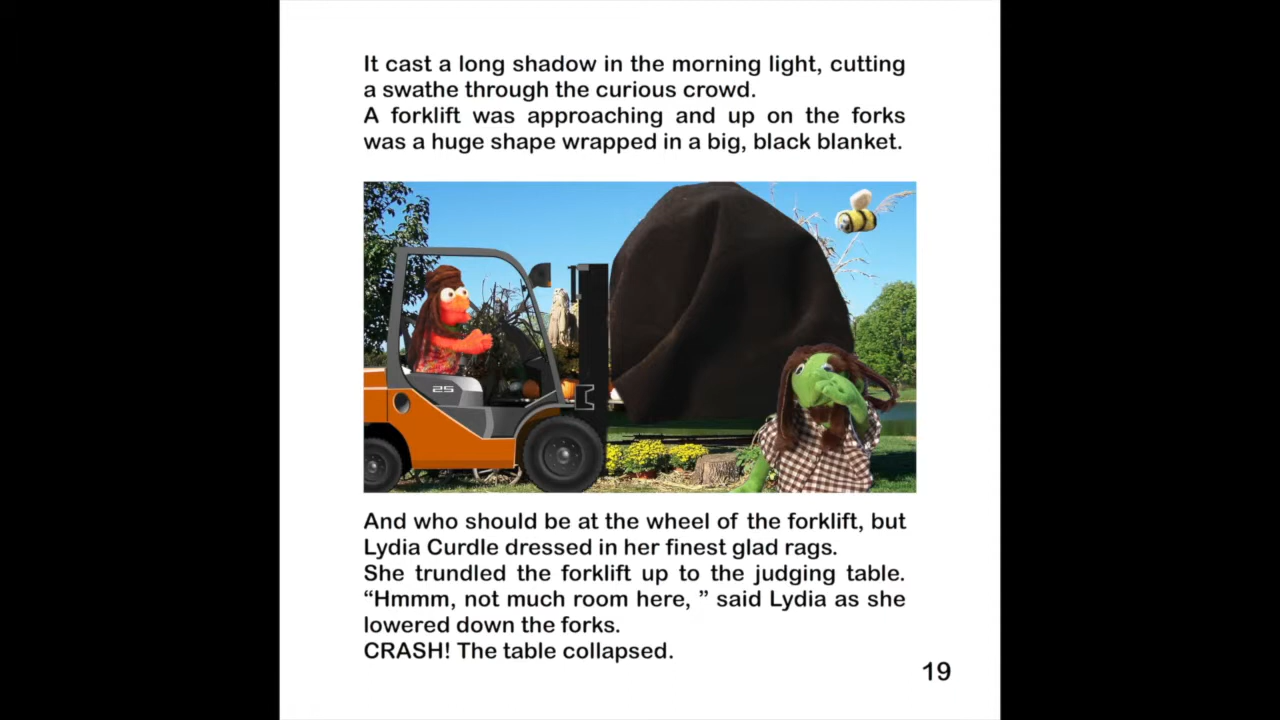 It cast a long shadow in the morning light, cutting
a swathe through the curious crowd.
A forklift was approaching and up on the forks
was a huge shape wrapped in a big, black blanket.
25
And who should be at the wheel of the forklift, but
Lydia Curdle dressed in her finest glad rags.
She trundled the forklift up to the judging table.
“Hmmm, not much room here, ” said Lydia as she
lowered down the forks.
CRASH! The table collapsed.
19